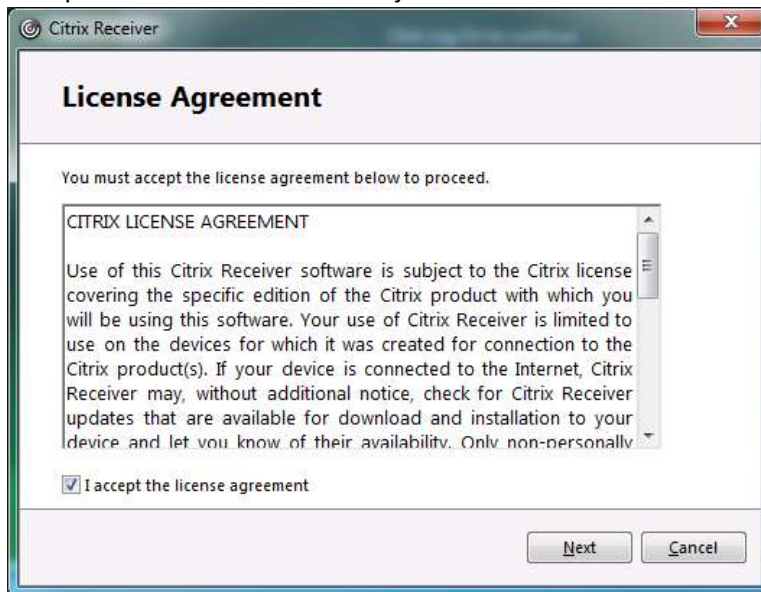 Citrix Receiver
License Agreement
You must accept the license agreement below to proceed.
CITRIX LICENSE AGREEMENT
Use of this Citrix Receiver software is subject to the Citrix license
covering the specific edition of the Citrix product with which you
will be using this software. Your use of Citrix Receiver is limited to
use on the devices for which it was created for connection to the
Citrix product(s). If your device is connected to the Internet, Citrix
Receiver may, without additional notice, check for Citrix Receiver
updates that are available for download and installation to your
device and let you know of their availability. Only non-personally
I accept the license agreement
Next
Cancel